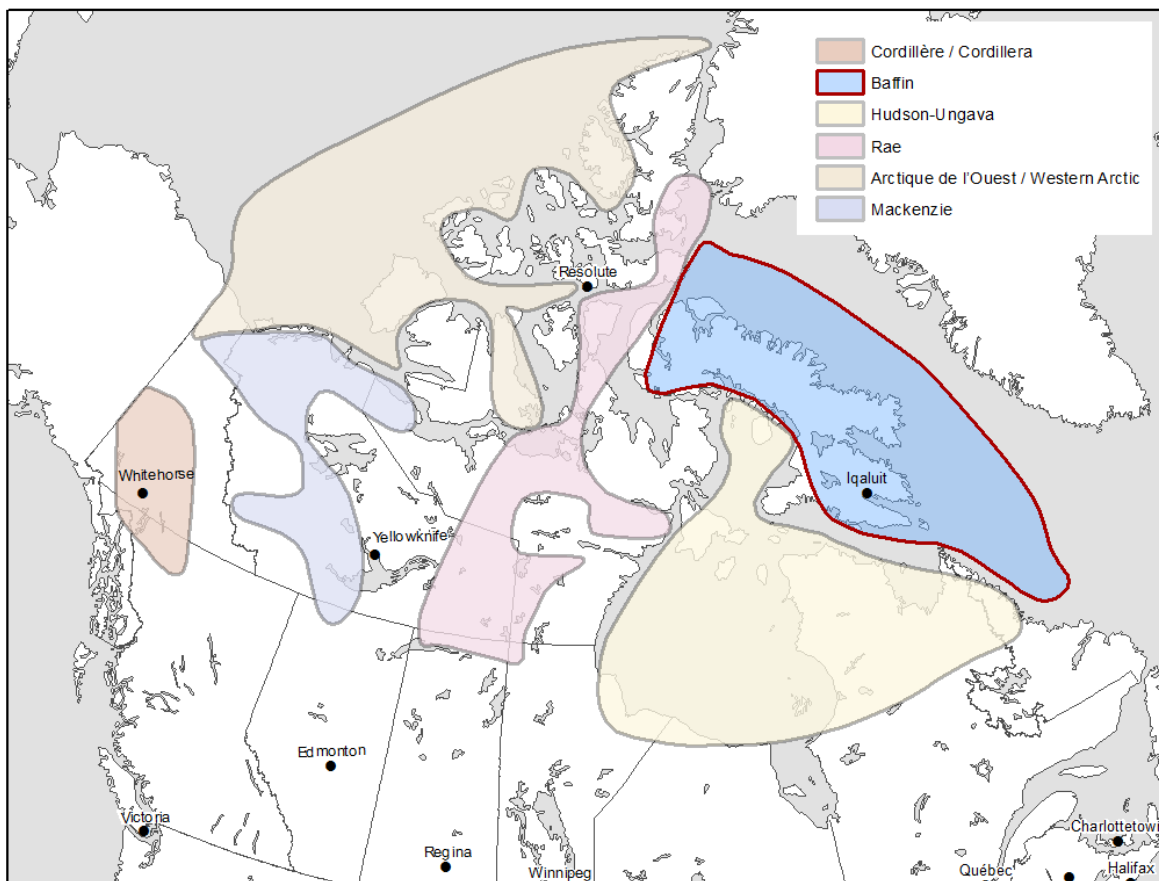 Cordillère / Cordillera
Baffin
Hudson-Ungava
Rae
Arctique de l'Ouest / Western Arctic
Mackenzie
Resolute
Whitehorse
Iqaluit
Yellowknife
Edmonton
Victoria
Charlottetow
Regina
Winnipeg
Québec
Halifax